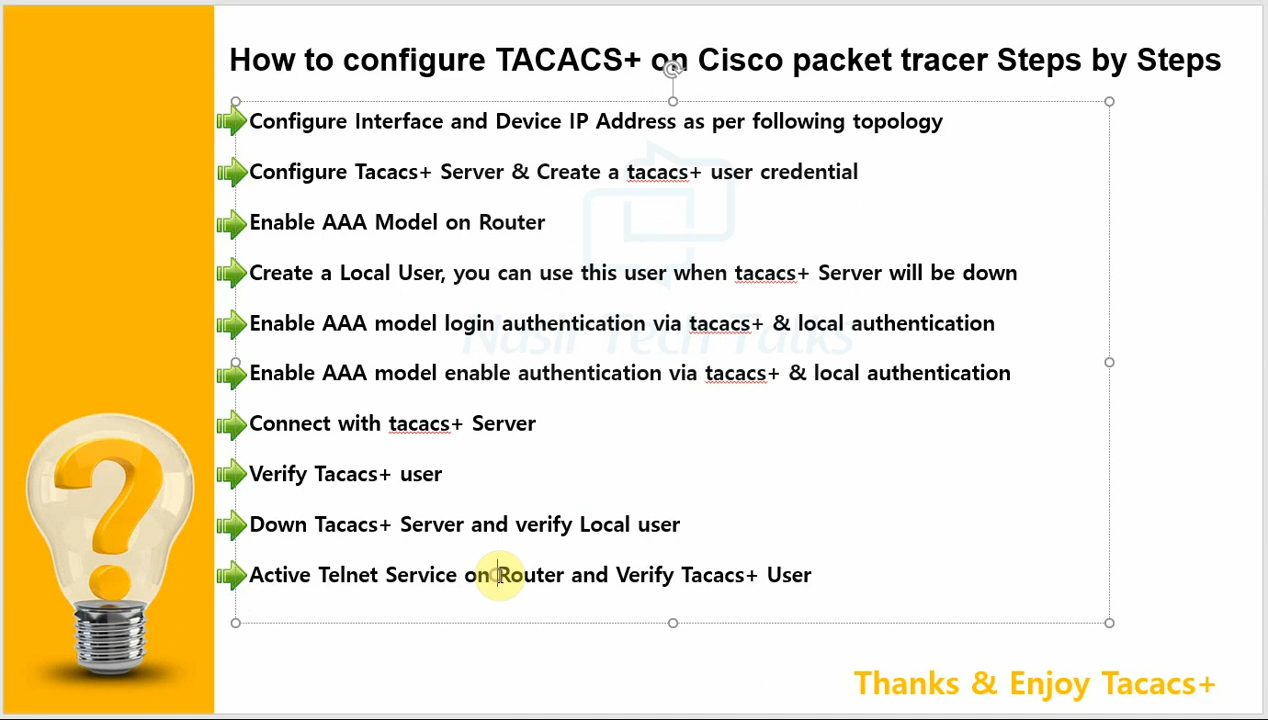 How to configure TACACS+ on Cisco packet tracer Steps by Steps
Configure Interface and Device IP Address as per following topology
Configure Tacacs+ Server & Create a tacacs+ user credential
Enable AAA Model on Router
Create a Local User, you can use this user when tacacs+ Server will be down
Enable AAA model login authentication via tacacs+ & local authentication
Nasir Tech Talks
Enable AAA model enable authentication via tacacs+ & local authentication
Connect with tacacs+ Server
Verify Tacacs+ user
Down Tacacs+ Server and verify Local user
Active Telnet Service on Router and Verify Tacacs+ User
Thanks & Enjoy Tacacs+